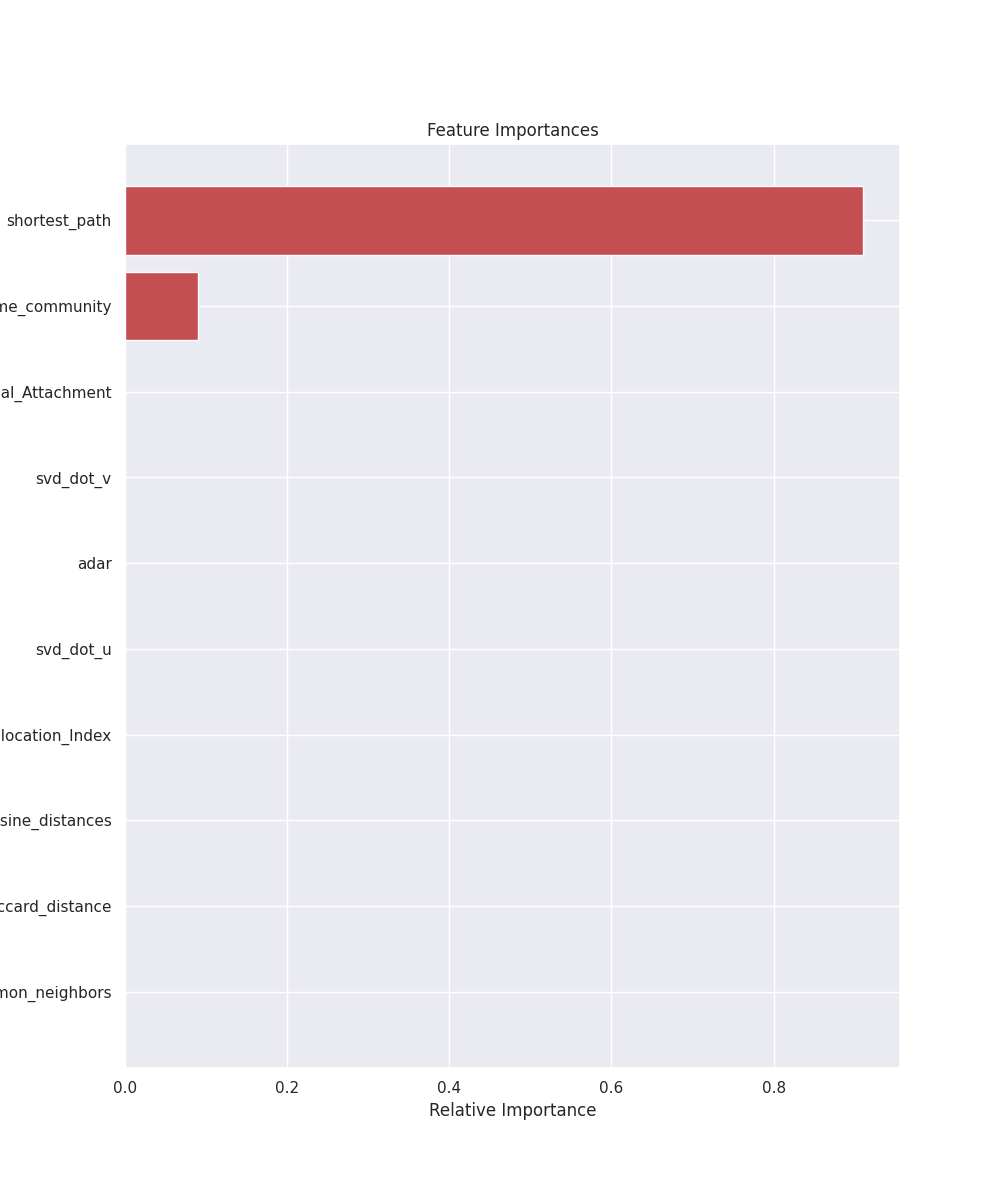 Feature Importances
shortest_path
me_community
al_Attachment
svd_dot_v
adar
svd_dot_u
location_Index
sine_distances
ccard_distance
mon_neighbors
0.0 0.2 0.4 0.6 0.8
Relative Importance